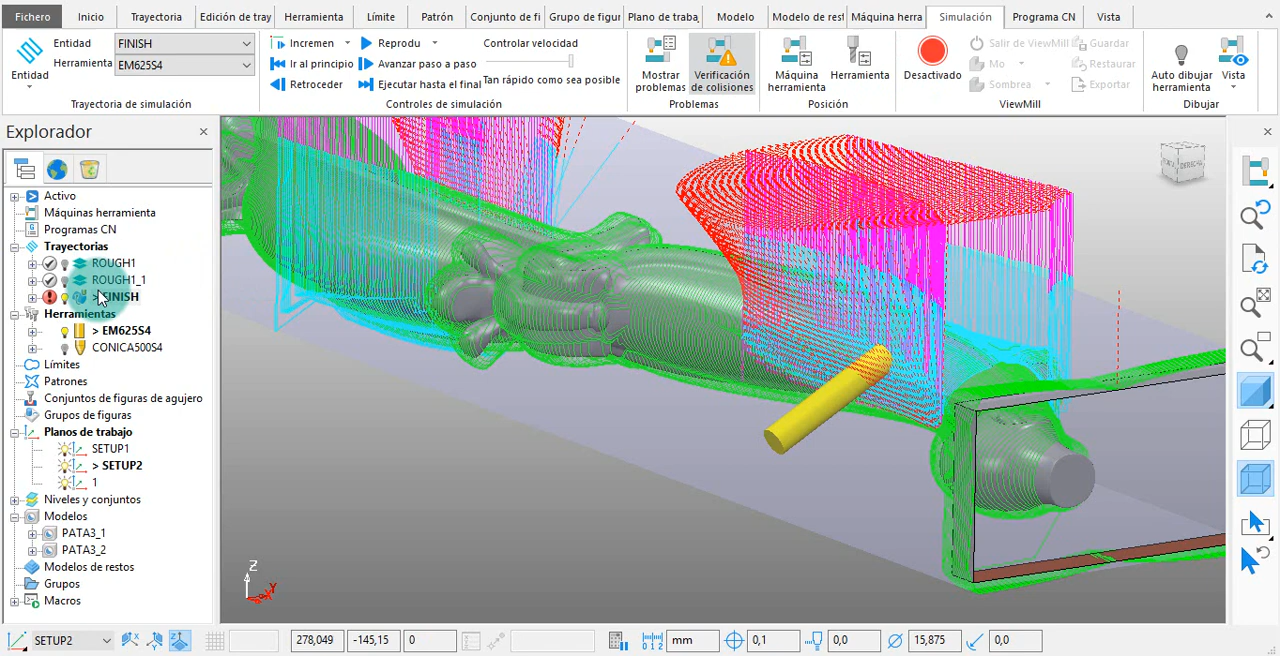 Fichero Inicio Trayectoria Edición de tray Herramienta Límite Patrón Conjunto de fi Grupo de figur Plano de traba Modelo Modelo de rest Máquina herra Simulación Programa CN Vista
Entidad
Entidad FINISH
Herramienta EM625S4
Trayectoria de simulación
Incremen Reprodu Controlar velocidad
Ir al principio Avanzar paso a paso
Retroceder Ejecutar hasta el final Tan rápido como sea posible
Controles de simulación
Mostrar problemas
Verificación de colisiones
Problemas
Máquina herramienta
Herramienta
Posición
Desactivado
Salir de ViewMill Guardar
Mo Restaurar
Sombrea Exportar
ViewMill
Auto dibujar herramienta
Vista
Dibujar
Explorador
Activo
Máquinas herramienta
Programas CN
Trayectorias
ROUGH1
ROUGH1_1
> FINISH
Herramientas
> EM625S4
CONICA500S4
Límites
Patrones
Conjuntos de figuras de agujero
Grupos de figuras
Planos de trabajo
SETUP1
> SETUP2
1
Niveles y conjuntos
Modelos
PATA3_1
PATA3_2
Modelos de restos
Grupos
Macros
Z
Y
SETUP2 278,049 -145,15 0 mm 0,1 0,0 15,875 0,0